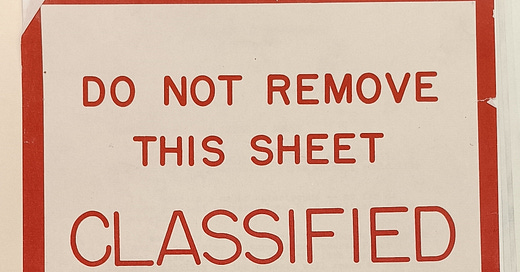 DO NOT REMOVE
THIS SHEET
CLASSIFIED